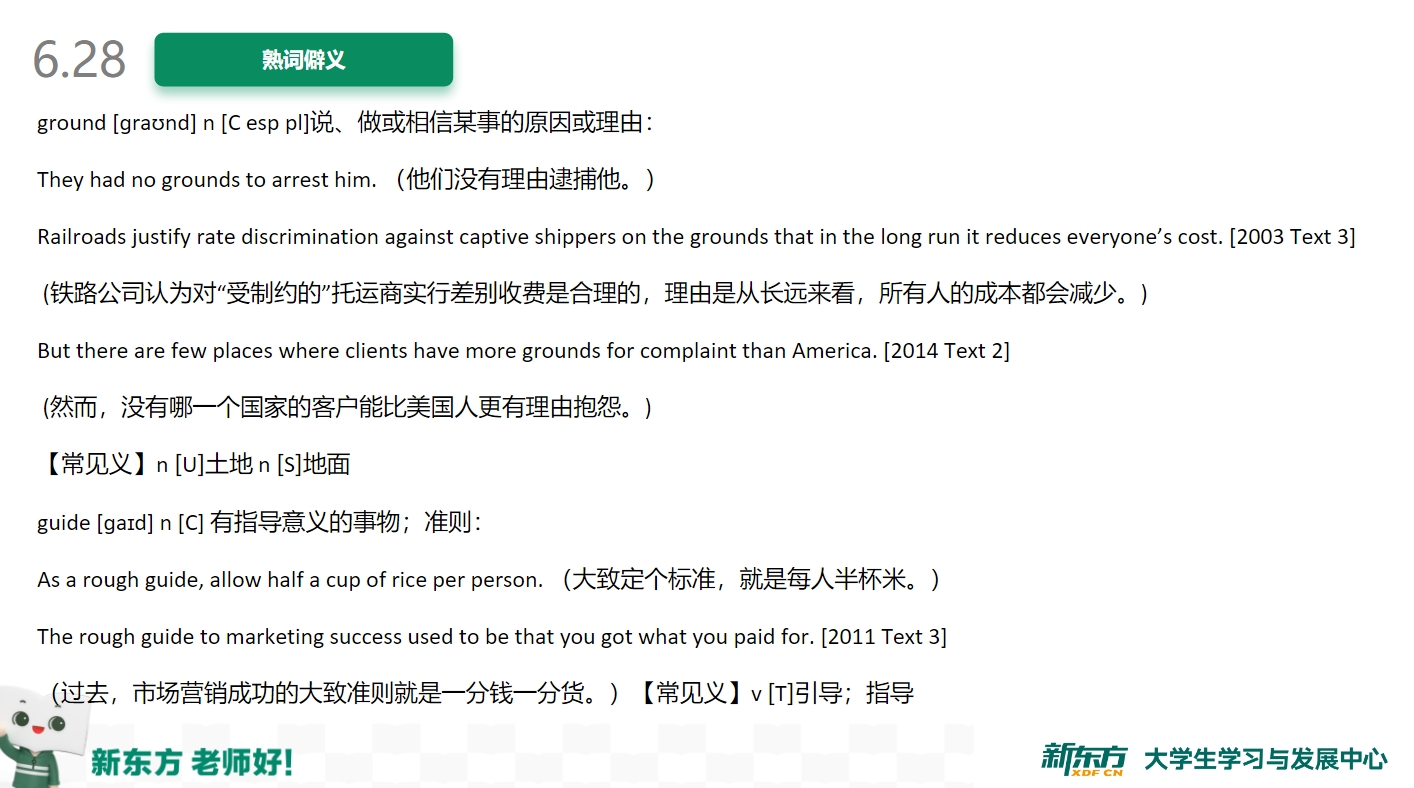 6.28
熟词僻义
ground [ɡraʊnd] n [C esp pl]说、做或相信某事的原因或理由：
They had no grounds to arrest him. （他们没有理由逮捕他。）
Railroads justify rate discrimination against captive shippers on the grounds that in the long run it reduces everyone’s cost. [2003 Text 3]
(铁路公司认为对“受制约的”托运商实行差别收费是合理的，理由是从长远来看，所有人的成本都会减少。)
But there are few places where clients have more grounds for complaint than America. [2014 Text 2]
(然而，没有哪一个国家的客户能比美国人更有理由抱怨。)
【常见义】n [U]土地 n [S]地面
guide [ɡaɪd] n [C] 有指导意义的事物；准则：
As a rough guide, allow half a cup of rice per person. （大致定个标准，就是每人半杯米。）
The rough guide to marketing success used to be that you got what you paid for. [2011 Text 3]
（过去，市场营销成功的大致准则就是一分钱一分货。）【常见义】v [T]引导；指导
新东方 老师好！
新东方 XDF CN 大学生学习与发展中心